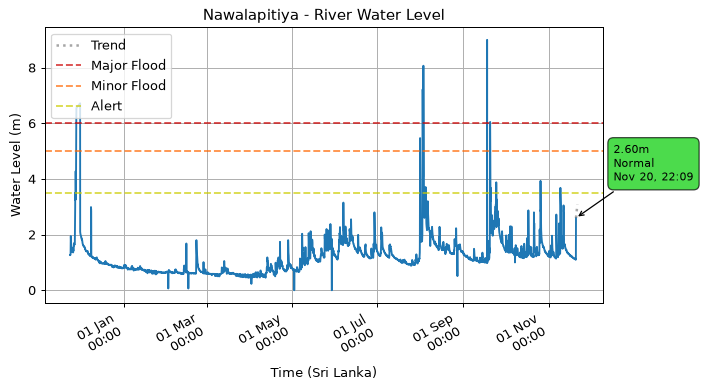 Nawalapitiya - River Water Level
Trend
Major Flood
Minor Flood
Alert
Water Level (m)
8
6
4
2
0
2.60m
Normal
Nov 20, 22:09
01 Jan
00:00
01 Mar
00:00
01 May
00:00
01 Jul
00:00
01 Sep
00:00
01 Nov
00:00
Time (Sri Lanka)